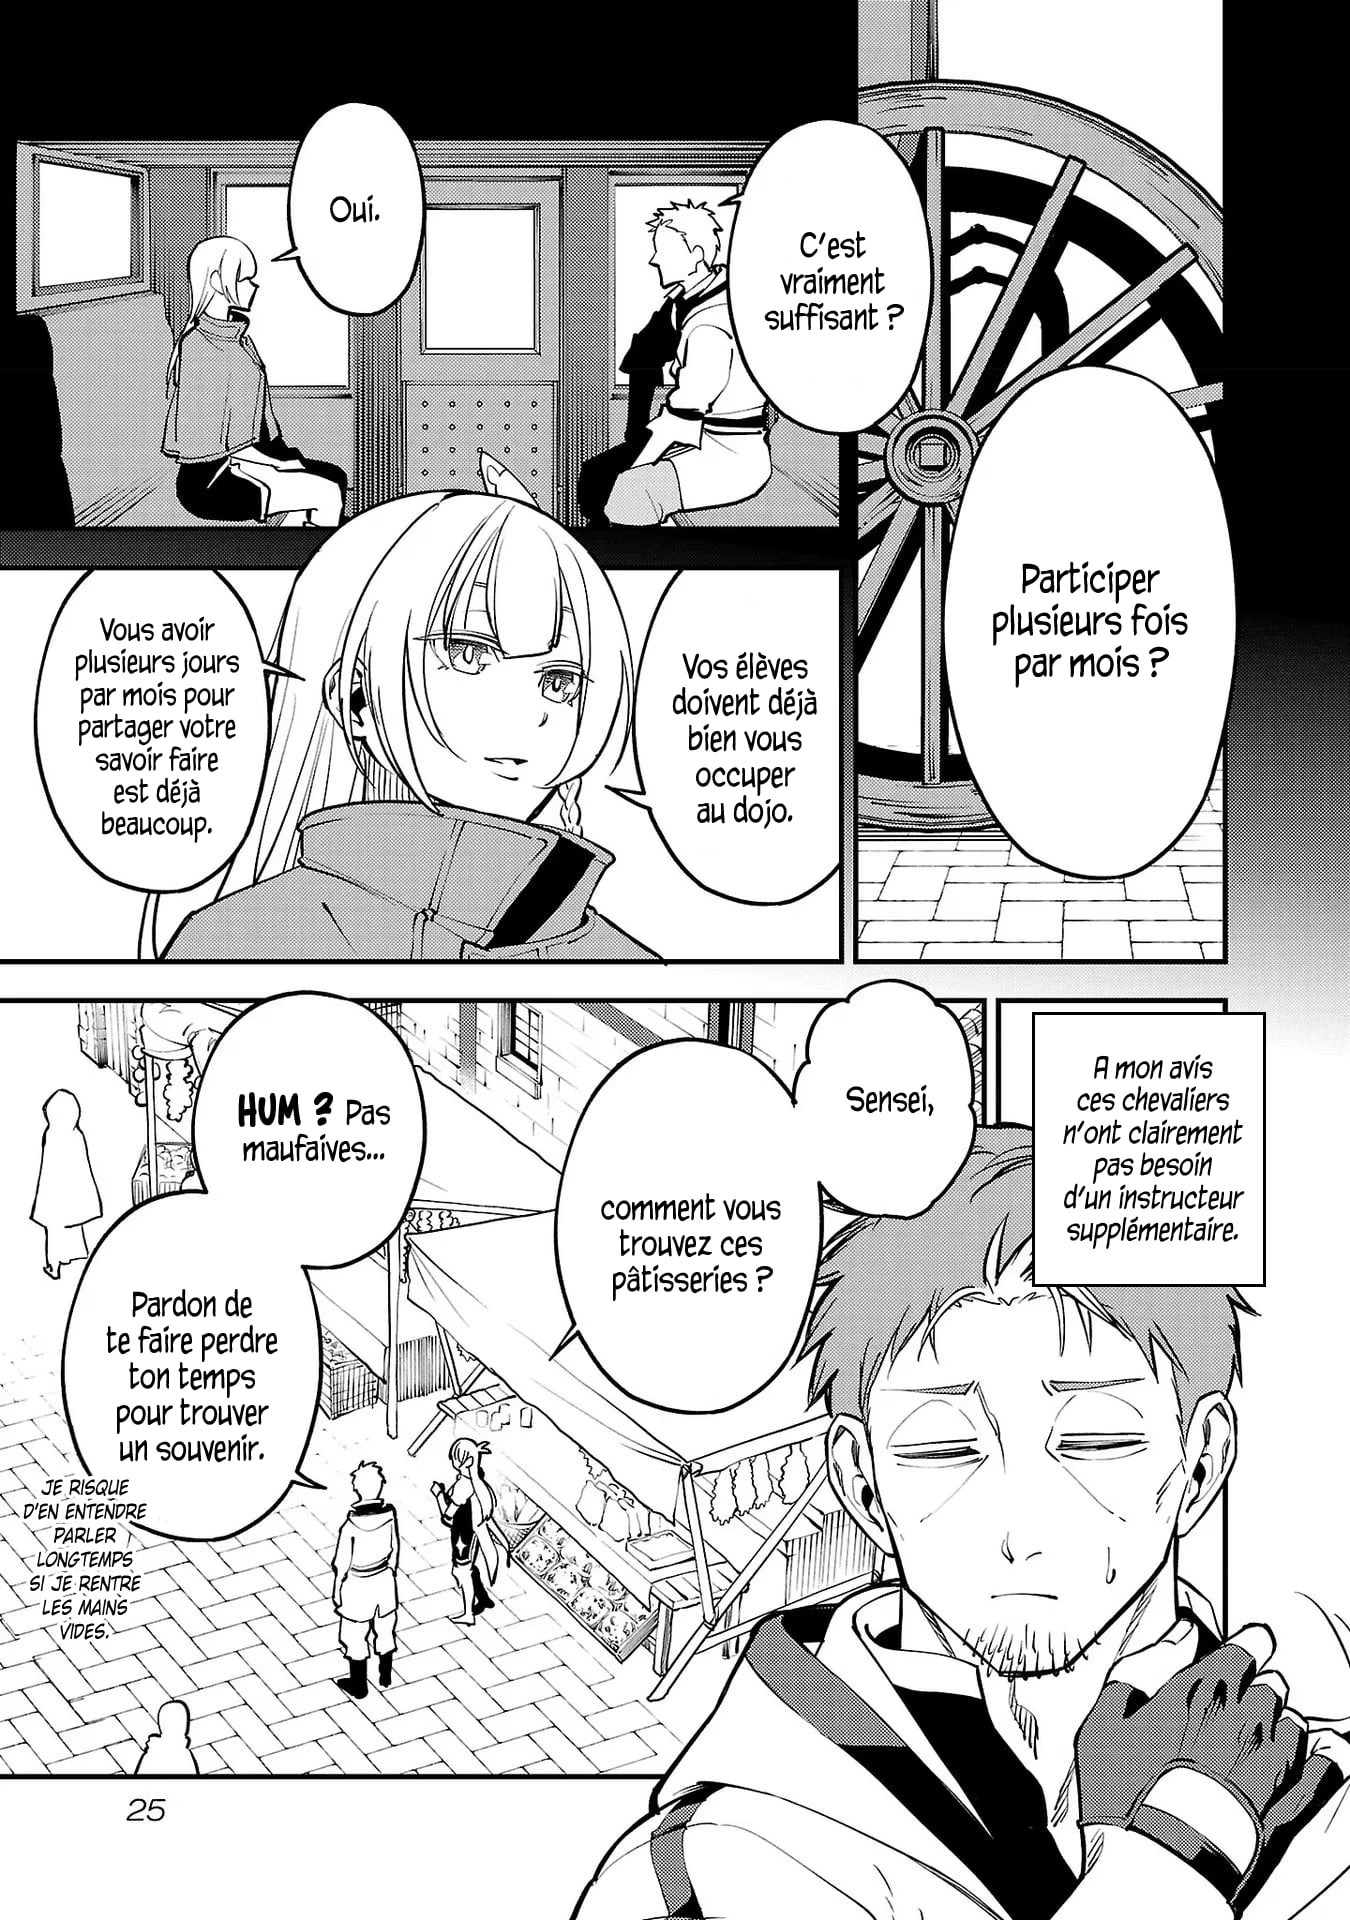 Participer
plusieurs fois
par mois ?
C'est
vraiment
suffisant ?
Oui.
Vos élèves
doivent déjà
bien vous
occuper
au dojo.
Vous avoir
plusieurs jours
par mois pour
partager votre
savoir faire
est déjà
beaucoup.
A mon avis
ces chevaliers
n'ont clairement
pas besoin
d'un instructeur
supplémentaire.
Sensei,
comment vous
trouvez ces
pâtisseries ?
HUM ? Pas
maufaives...
Pardon de
te faire perdre
ton temps
pour trouver
un souvenir.
JE RISQUE
D'EN ENTENDRE
PARLER
LONGTEMPS
SI JE RENTRE
LES MAINS
VIDES.
25